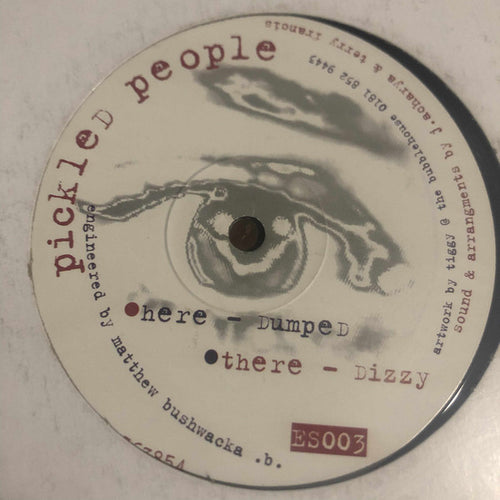 pickleD people
sound & arrangments by j.acharya & terry francis
artwork by tiggy @ the bubblehouse 0181 852 9443
engineered by matthew bushwacka .b.
here - DumpeD
there - Dizzy
ES003